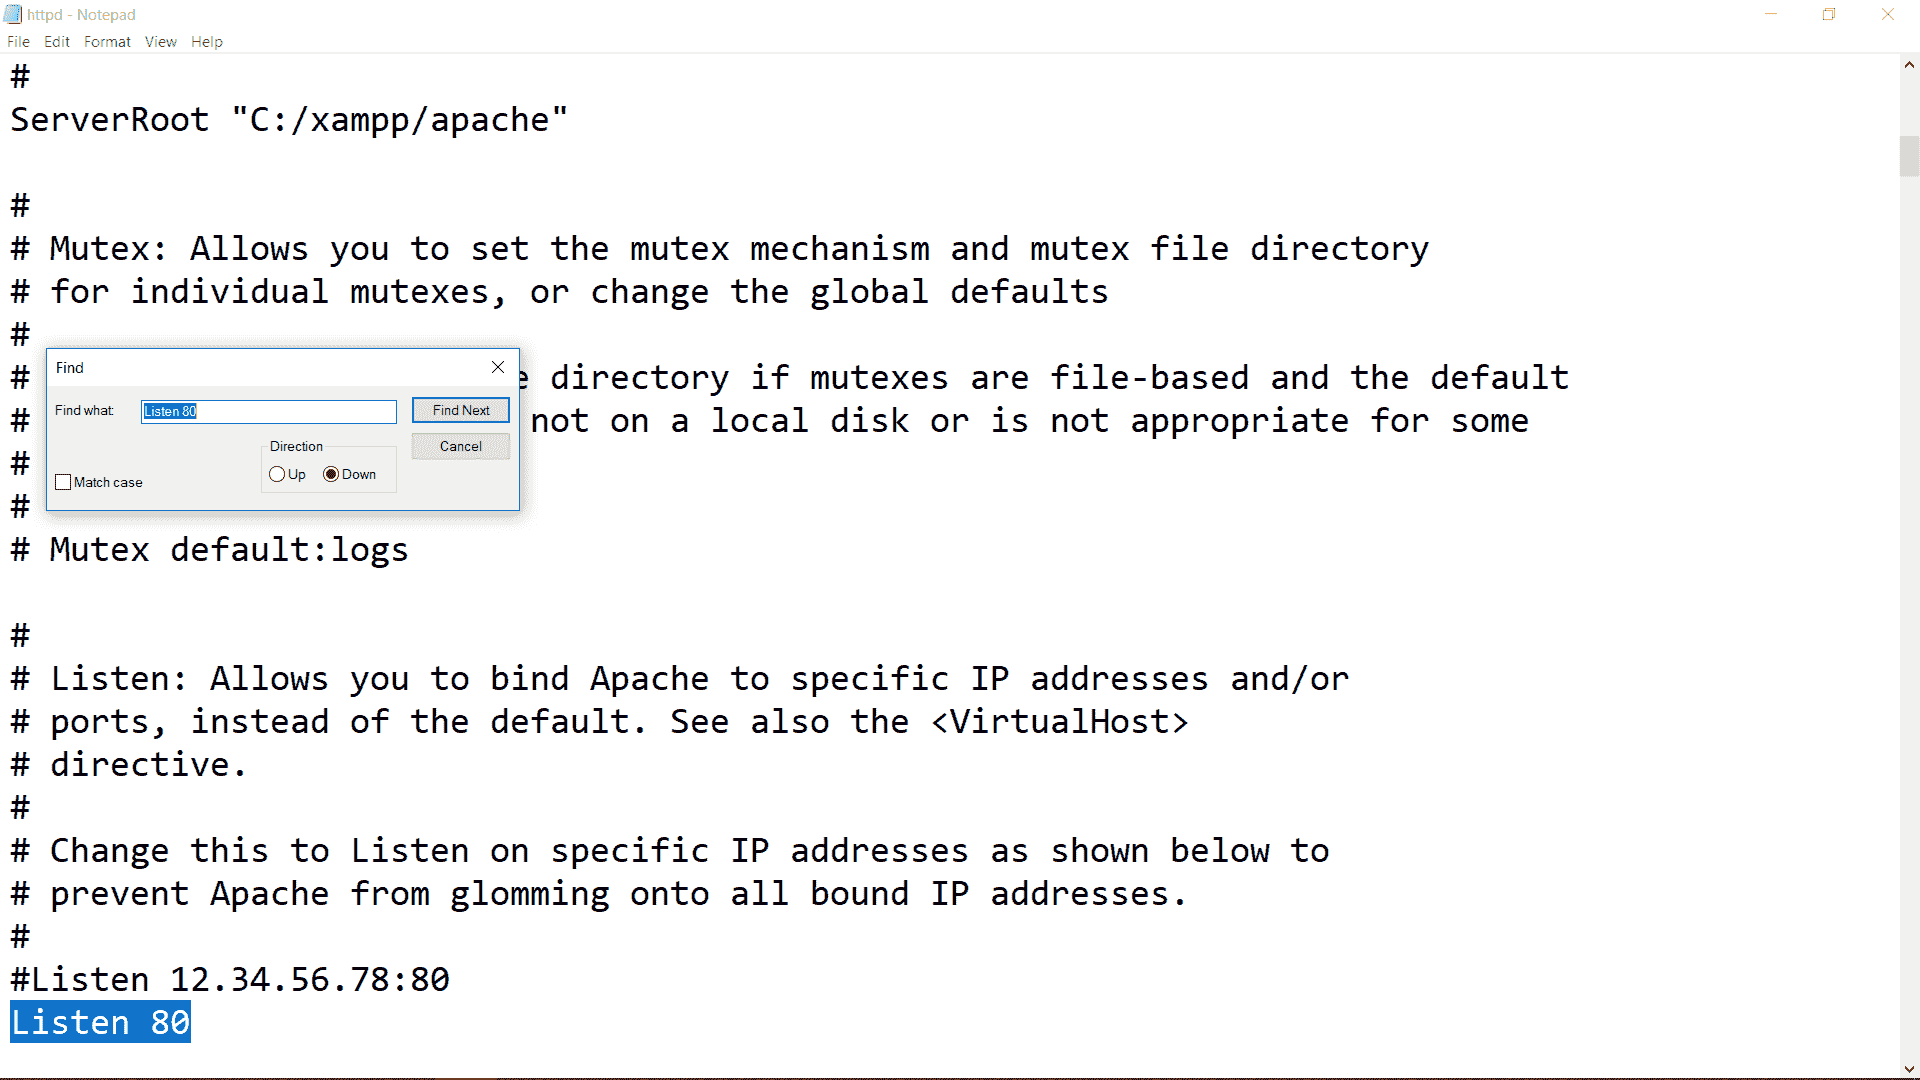 httpd - Notepad
File Edit Format View Help
#
ServerRoot "C:/xampp/apache"
#
# Mutex: Allows you to set the mutex mechanism and mutex file directory
# for individual mutexes, or change the global defaults
#
# directory if mutexes are file-based and the default
# not on a local disk or is not appropriate for some
#
#
# Mutex default:logs
Find
Find what: Listen 80 Find Next
Direction Cancel
Up Down
Match case
#
# Listen: Allows you to bind Apache to specific IP addresses and/or
# ports, instead of the default. See also the <VirtualHost>
# directive.
#
# Change this to Listen on specific IP addresses as shown below to
# prevent Apache from glomming onto all bound IP addresses.
#
#Listen 12.34.56.78:80
Listen 80